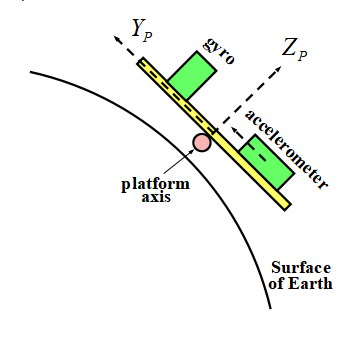 Y_P
gyro
Z_P
accelerometer
platform
axis
Surface
of Earth